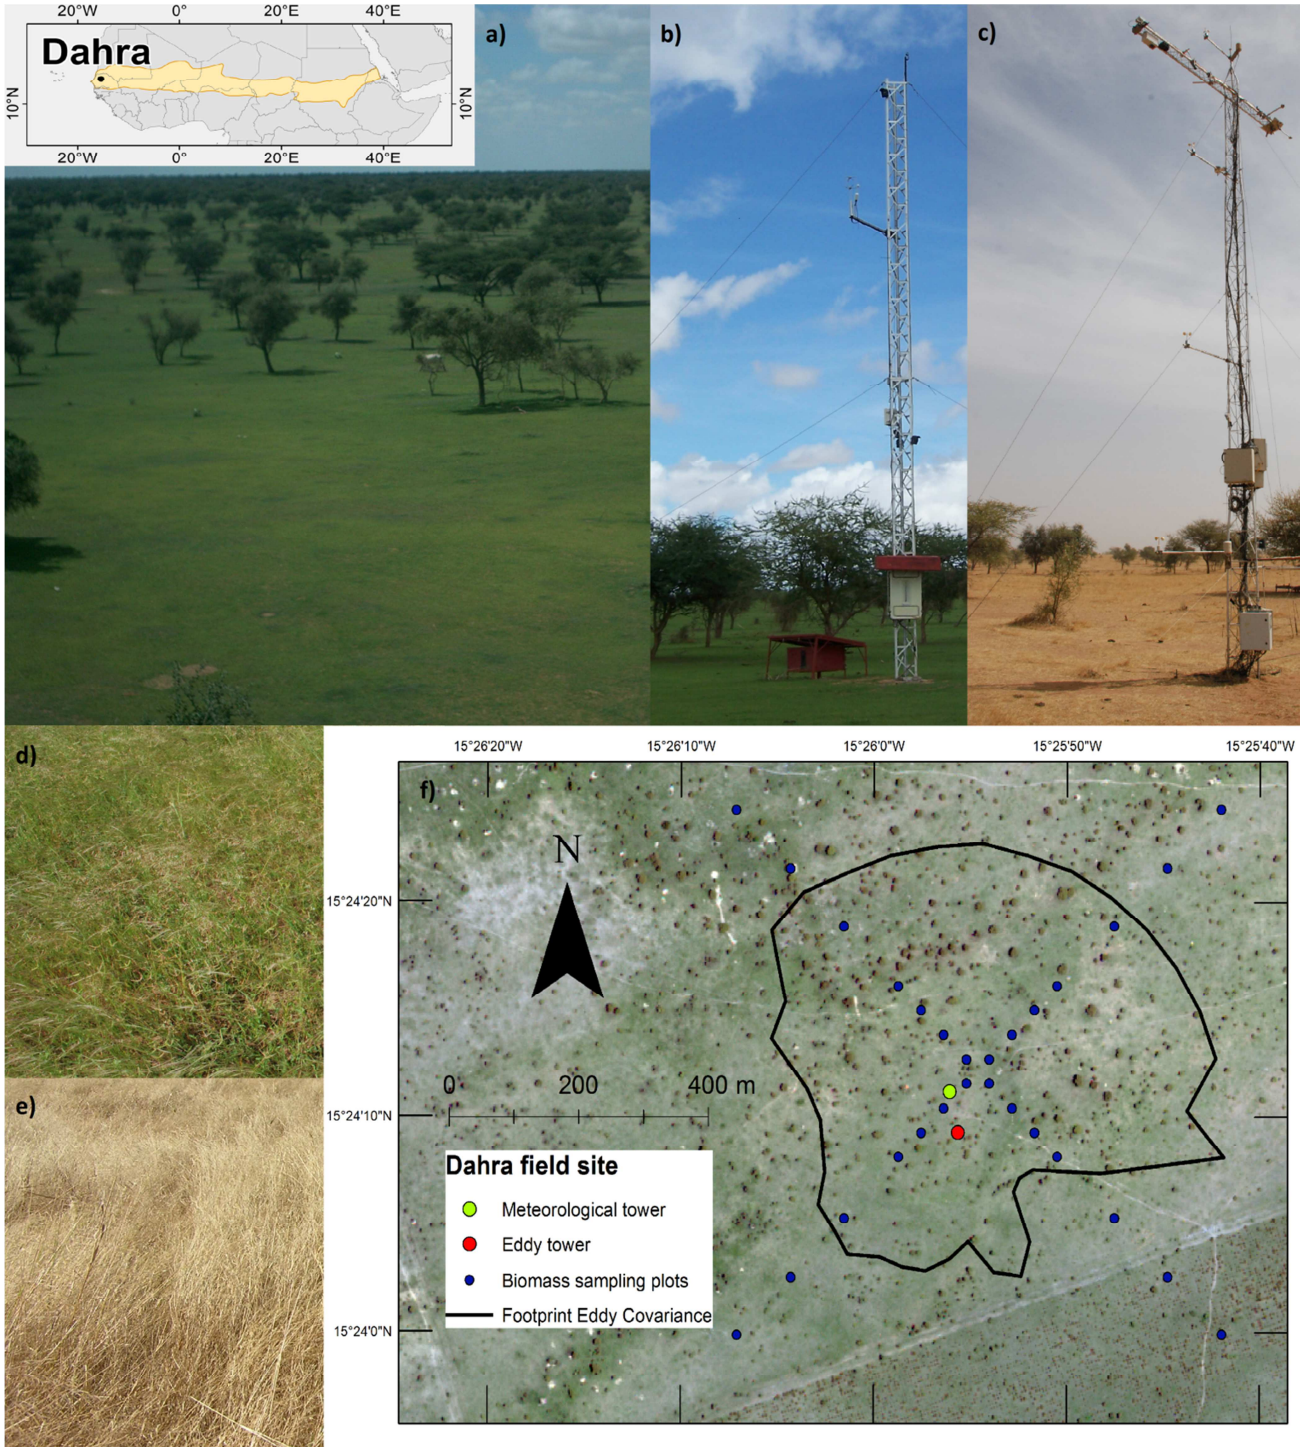 20°W 0° 20°E 40°E
Dahra
10°N 10°N
20°W 0° 20°E 40°E
a)
b)
c)
d)
e)
15°26'20"W 15°26'10"W 15°26'0"W 15°25'50"W 15°25'40"W
f)
N
15°24'20"N
0 200 400 m
15°24'10"N
Dahra field site
Meteorological tower
Eddy tower
Biomass sampling plots
Footprint Eddy Covariance
15°24'0"N